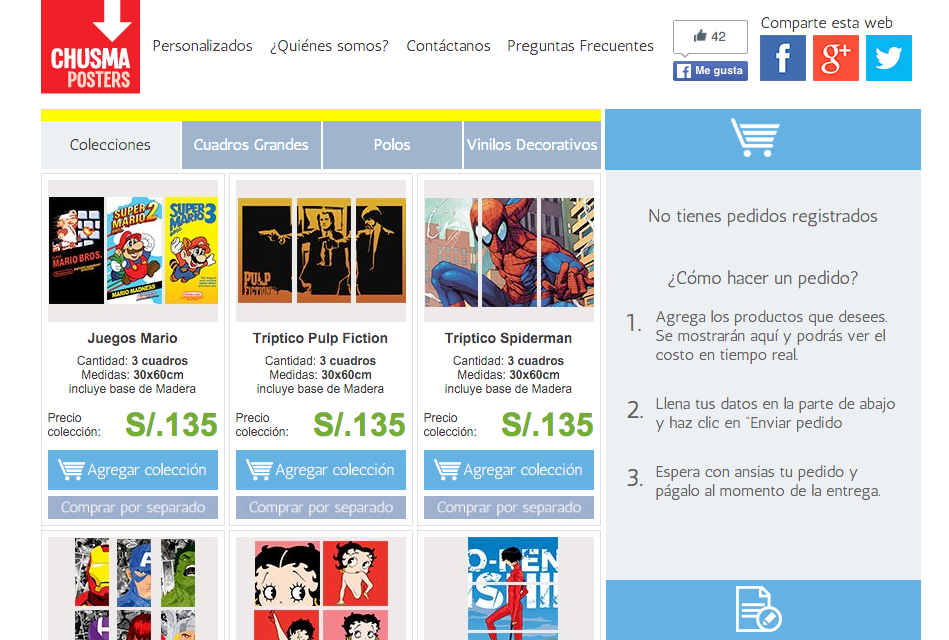 CHUSMA
POSTERS
Personalizados ¿Quiénes somos? Contáctanos Preguntas Frecuentes
42
Me gusta
Comparte esta web
Colecciones Cuadros Grandes Polos Vinilos Decorativos
SUPER MARIO BROS.
SUPER MARIO 2
MARIO MADNESS
SUPER MARIO 3
PULP
FICTION
Juegos Mario
Cantidad: 3 cuadros
Medidas: 30x60cm
incluye base de Madera
Precio colección: S/.135
Agregar colección
Comprar por separado
Tríptico Pulp Fiction
Cantidad: 3 cuadros
Medidas: 30x60cm
incluye base de Madera
Precio colección: S/.135
Agregar colección
Comprar por separado
Tríptico Spiderman
Cantidad: 3 cuadros
Medidas: 30x60cm
incluye base de Madera
Precio colección: S/.135
Agregar colección
Comprar por separado
No tienes pedidos registrados
¿Cómo hacer un pedido?
1. Agrega los productos que desees.
Se mostrarán aquí y podrás ver el
costo en tiempo real.
2. Llena tus datos en la parte de abajo
y haz clic en "Enviar pedido
3. Espera con ansias tu pedido y
págalo al momento de la entrega.